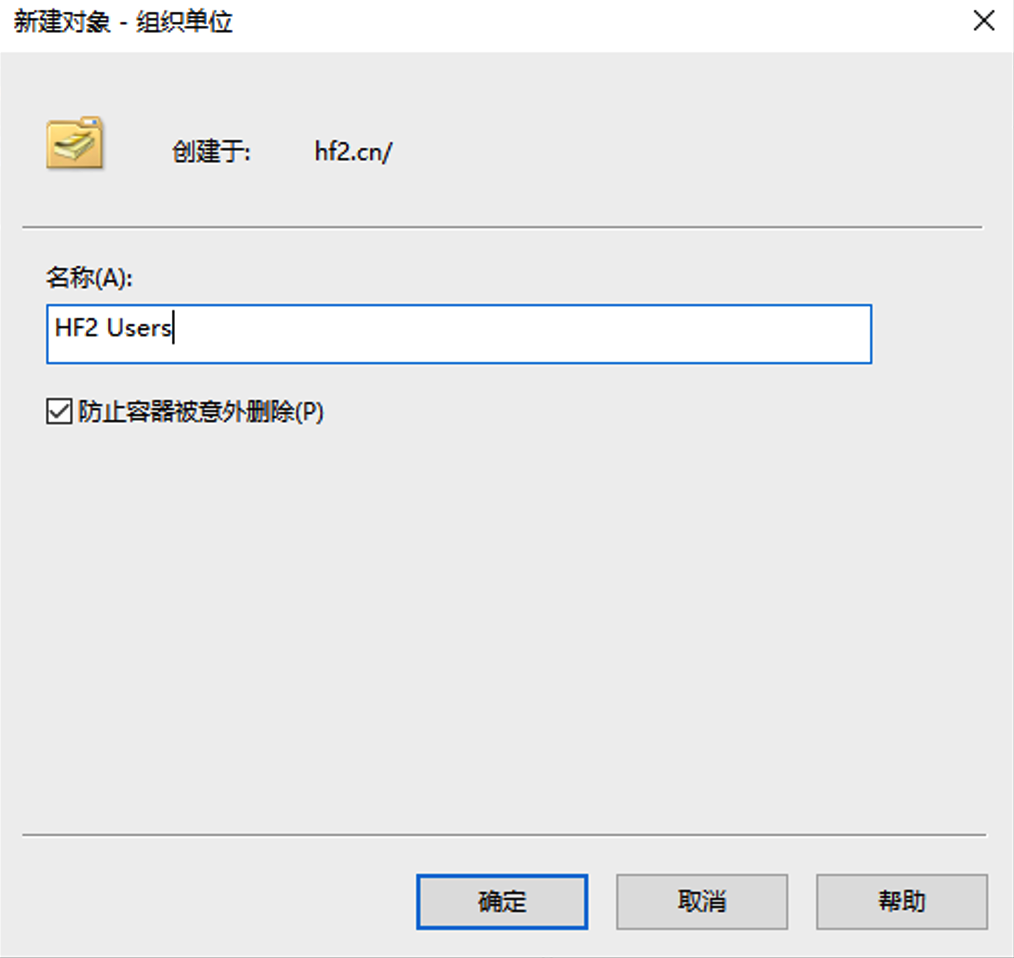 新建对象 - 组织单位
创建于: hf2.cn/
名称(A):
HF2 Users
防止容器被意外删除(P)
确定 取消 帮助